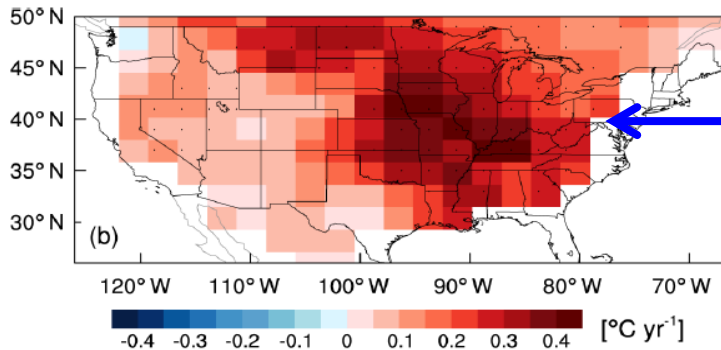 50° N
45° N
40° N
35° N
30° N
(b)
120° W 110° W 100° W 90° W 80° W 70° W
-0.4 -0.3 -0.2 -0.1 0 0.1 0.2 0.3 0.4 [°C yr⁻¹]